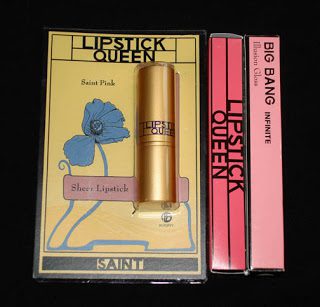 LIPSTICK
QUEEN
Saint Pink
LIPSTICK
QUEEN
Sheer Lipstick
SAINT
LIPSTICK
QUEEN
BIG BANG
Illusion Gloss
INFINITE